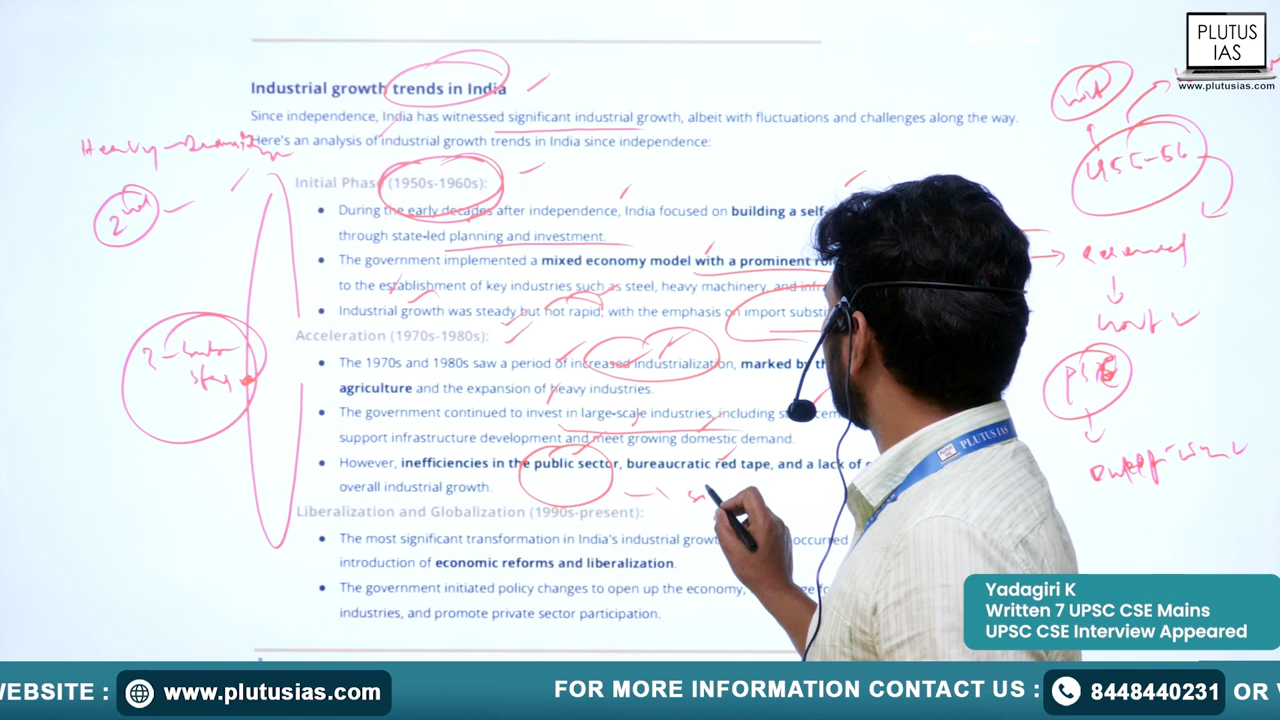 PLUTUS
IAS
www.plutusias.com
Industrial growth trends in India
Since independence, India has witnessed significant industrial growth, albeit with fluctuations and challenges along the way.
Here's an analysis of industrial growth trends in India since independence:
Initial Phase (1950s-1960s):
During the early decades after independence, India focused on building a self-
through state-led planning and investment.
The government implemented a mixed economy model with a prominent
to the establishment of key industries such as steel, heavy machinery, and
Industrial growth was steady but not rapid, with the emphasis on import
Acceleration (1970s-1980s):
The 1970s and 1980s saw a period of increased industrialization, marked by
agriculture and the expansion of heavy industries.
The government continued to invest in large-scale industries, including
support infrastructure development and meet growing domestic demand.
However, inefficiencies in the public sector, bureaucratic red tape, and a lack of
overall industrial growth.
Liberalization and Globalization (1990s-present):
The most significant transformation in India's industrial occurred
introduction of economic reforms and liberalization.
The government initiated policy changes to open up the economy,
industries, and promote private sector participation.
2nd
PLUTUS IAS
Yadagiri K
Written 7 UPSC CSE Mains
UPSC CSE Interview Appeared
WEBSITE : www.plutusias.com FOR MORE INFORMATION CONTACT US : 8448440231 OR